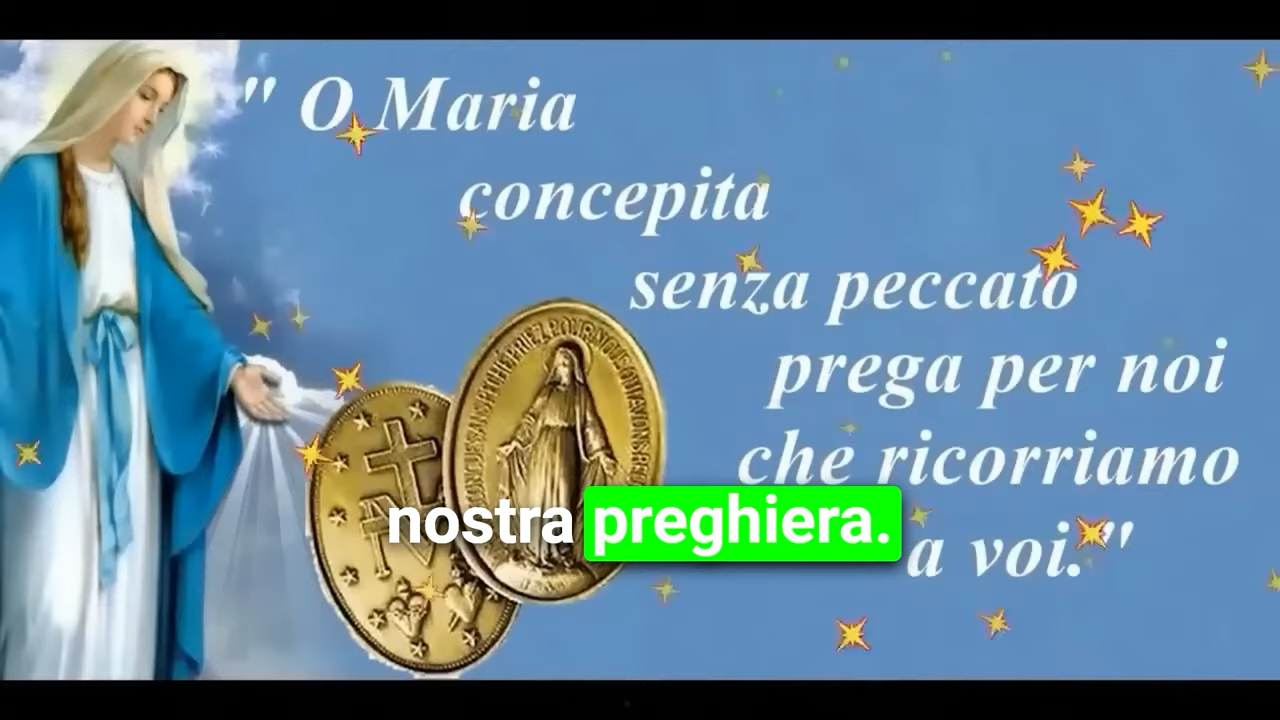 " O Maria
concepita
senza peccato
prega per noi
che ricorriamo
nostra preghiera.
a voi."